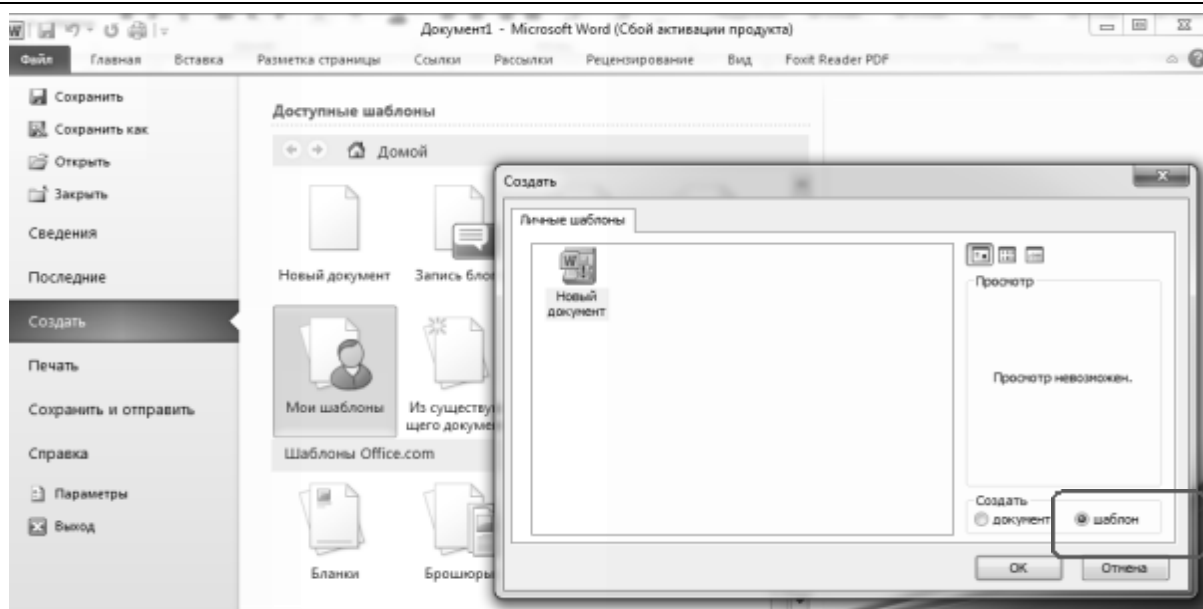 Документ1 - Microsoft Word (Сбой активации продукта)
Файл Главная Вставка Разметка страницы Ссылки Рассылки Рецензирование Вид Foxit Reader PDF
Сохранить
Сохранить как
Открыть
Закрыть
Сведения
Последние
Создать
Печать
Сохранить и отправить
Справка
Параметры
Выход
Доступные шаблоны
Домой
Новый документ
Запись блог
Мои шаблоны
Из существу
щего докумен
Шаблоны Office.com
Бланки
Брошюры
Создать
Личные шаблоны
Новый
документ
Просмотр
Просмотр невозможен.
Создать
документ шаблон
ОК Отмена